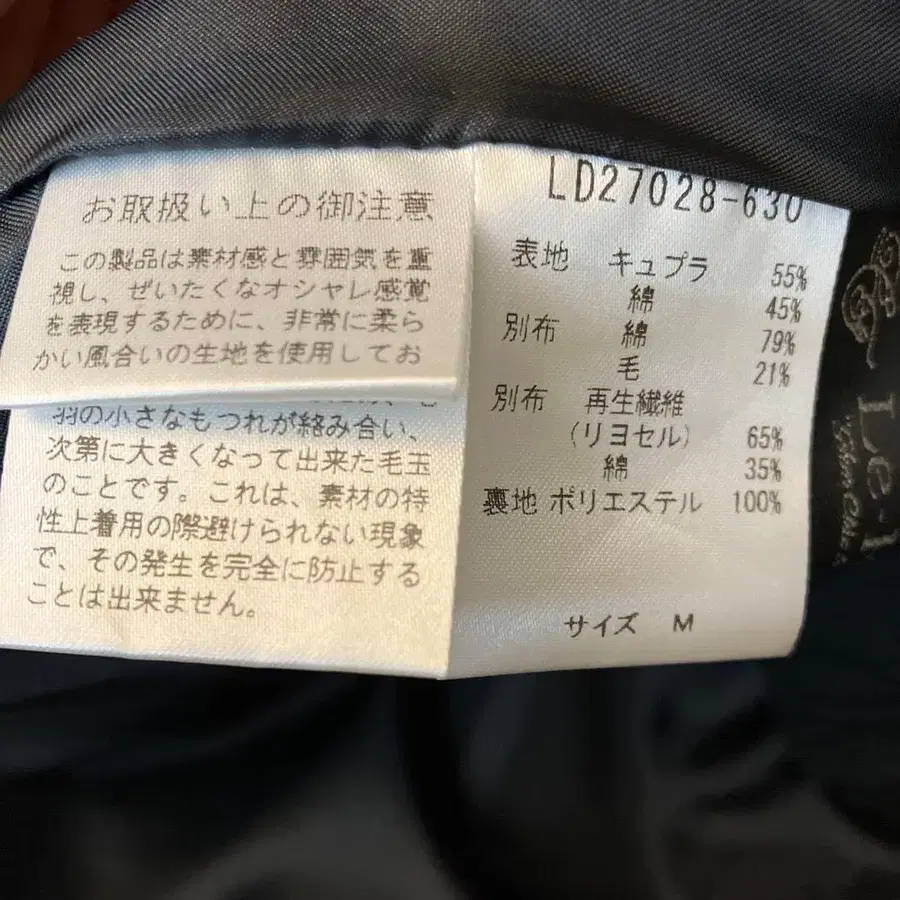 お取扱い上の御注意
この製品は素材感と雰囲気を重
視し、ぜいたくなオシャレ感覚
を表現するために、非常に柔ら
かい風合いの生地を使用してお
羽の小さなもつれが絡み合い、
次第に大きくなって出来た毛玉
のことです。これは、素材の特
性上着用の際避けられない現象
で、その発生を完全に防止する
ことは出来ません。
LD27028-630
表地 キュプラ 55%
綿 45%
別布 綿 79%
毛 21%
別布 再生繊維
(リヨセル) 65%
綿 35%
裏地 ポリエステル 100%
サイズ M